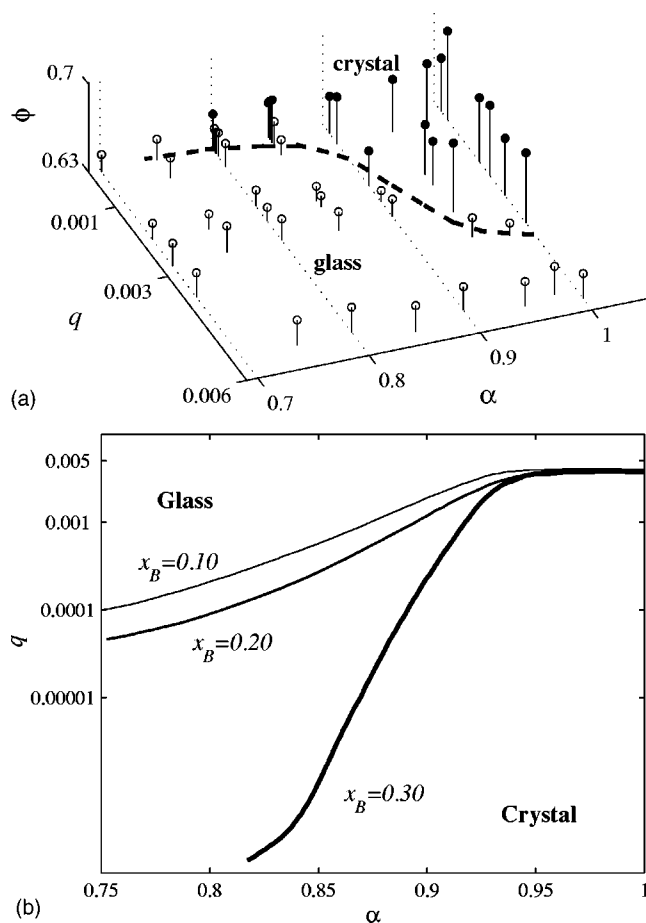 0.7
crystal
ϕ
0.63
0.001
glass
0.003
q
1
0.9
0.006
0.8
(a)
0.7
α
0.005
Glass
0.001
x_B=0.10
0.0001
q
x_B=0.20
0.00001
x_B=0.30
Crystal
(b)
0.75
0.8
0.85
0.9
0.95
1
α